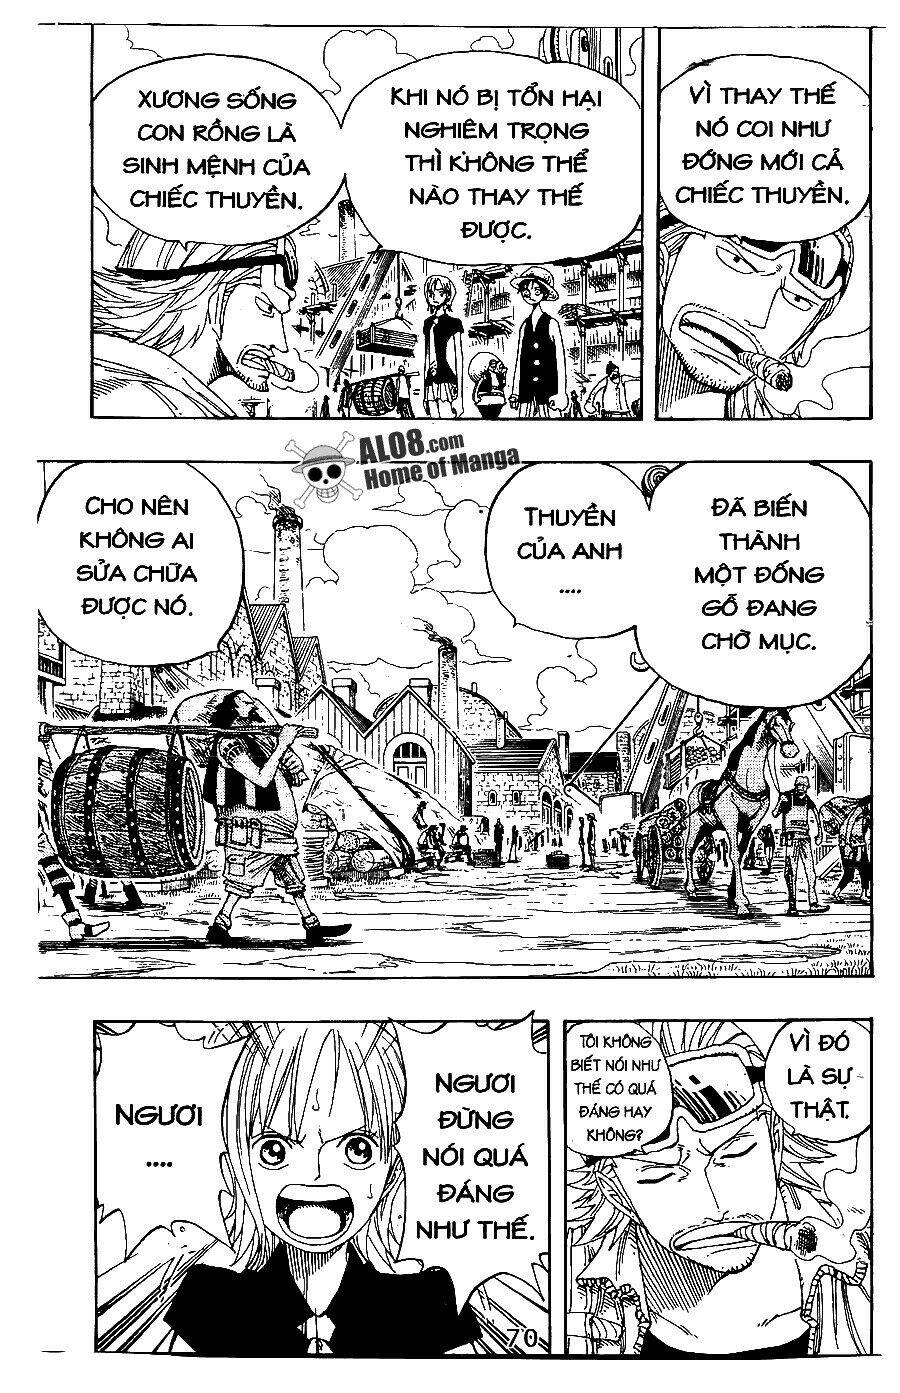 XƯƠNG SỐNG
CON RỒNG LÀ
SINH MỆNH CỦA
CHIẾC THUYỀN.
KHI NÓ BỊ TỔN HẠI
NGHIÊM TRỌNG
THÌ KHÔNG THỂ
NÀO THAY THẾ
ĐƯỢC.
VÌ THAY THẾ
NÓ COI NHƯ
ĐÓNG MỚI CẢ
CHIẾC THUYỀN.
AL08.com
Home of Manga
CHO NÊN
KHÔNG AI
SỬA CHỮA
ĐƯỢC NÓ.
THUYỀN
CỦA ANH
....
ĐÃ BIẾN
THÀNH
MỘT ĐỐNG
GỖ ĐANG
CHỜ MỤC.
NGƯƠI
....
NGƯƠI
ĐỪNG
NÓI QUÁ
ĐÁNG
NHƯ THẾ.
TÔI KHÔNG
BIẾT NÓI NHƯ
THẾ CÓ QUÁ
ĐÁNG HAY
KHÔNG?
VÌ ĐÓ
LÀ SỰ
THẬT.
70